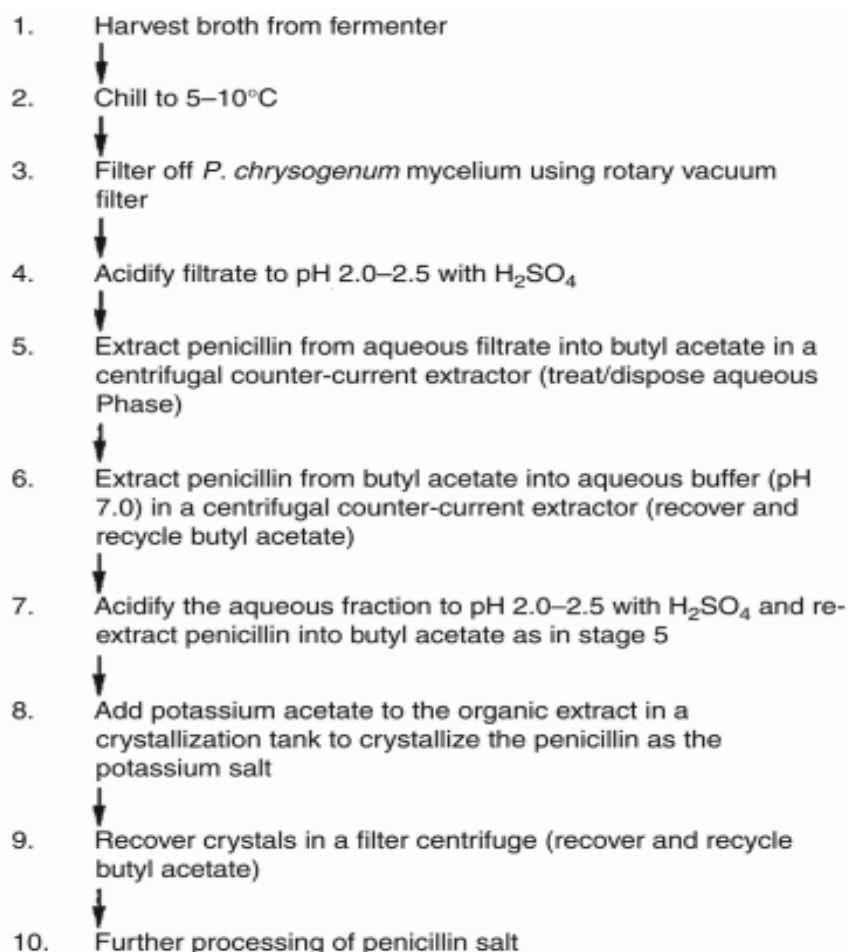 1. Harvest broth from fermenter
2. Chill to 5–10°C
3. Filter off P. chrysogenum mycelium using rotary vacuum
filter
4. Acidify filtrate to pH 2.0–2.5 with H₂SO₄
5. Extract penicillin from aqueous filtrate into butyl acetate in a
centrifugal counter-current extractor (treat/dispose aqueous
Phase)
6. Extract penicillin from butyl acetate into aqueous buffer (pH
7.0) in a centrifugal counter-current extractor (recover and
recycle butyl acetate)
7. Acidify the aqueous fraction to pH 2.0–2.5 with H₂SO₄ and re-
extract penicillin into butyl acetate as in stage 5
8. Add potassium acetate to the organic extract in a
crystallization tank to crystallize the penicillin as the
potassium salt
9. Recover crystals in a filter centrifuge (recover and recycle
butyl acetate)
10. Further processing of penicillin salt